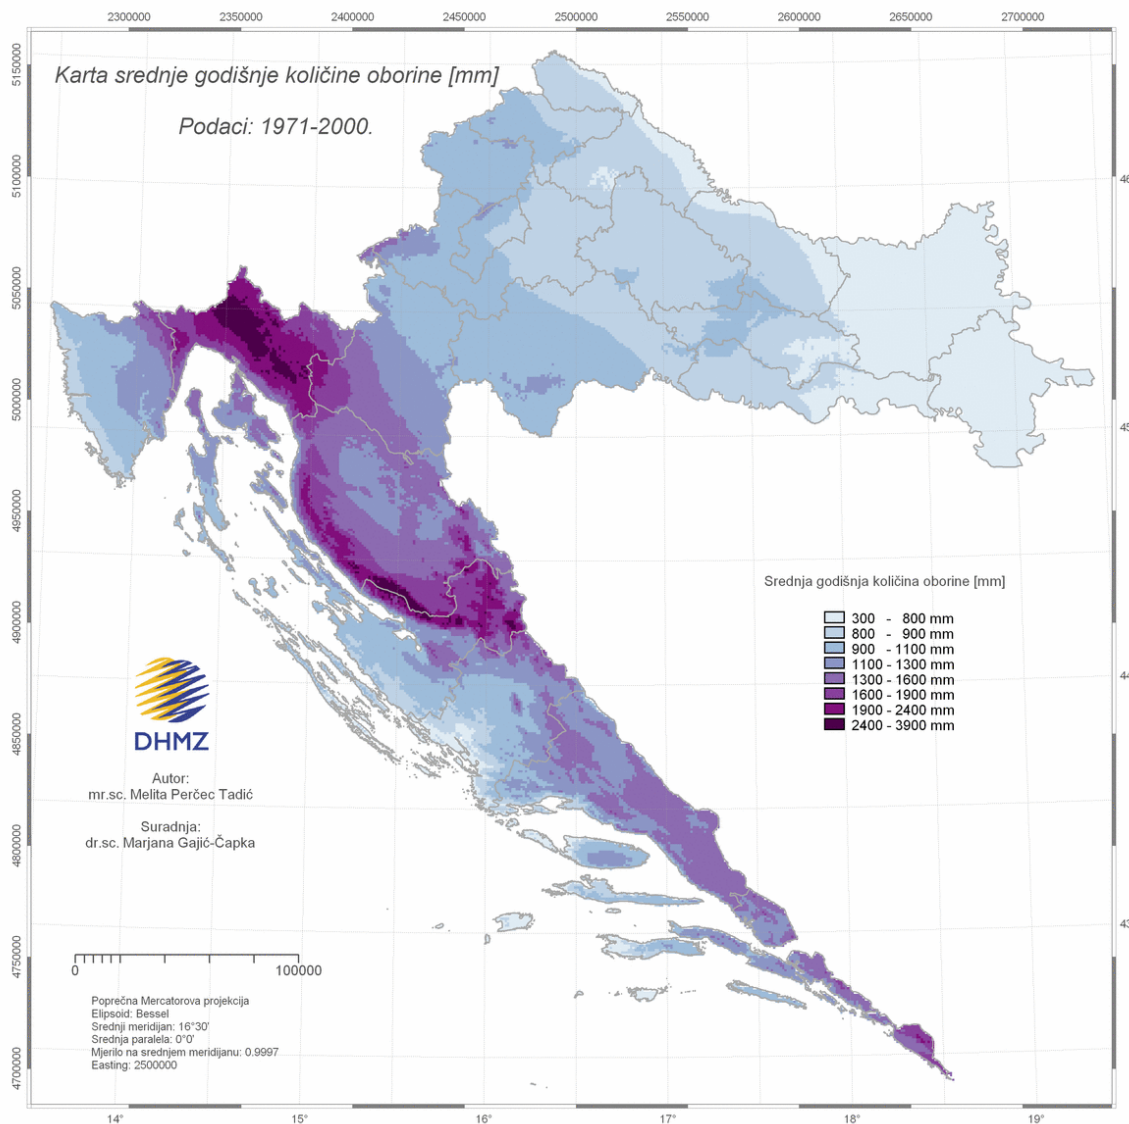 2300000 2350000 2400000 2450000 2500000 2550000 2600000 2650000 2700000
Karta srednje godišnje količine oborine [mm]
Podaci: 1971-2000.
5150000
5100000
5050000
5000000
4950000
4900000
4850000
4800000
4750000
4700000
46
45
44
43
Srednja godišnja količina oborine [mm]
300 - 800 mm
800 - 900 mm
900 - 1100 mm
1100 - 1300 mm
1300 - 1600 mm
1600 - 1900 mm
1900 - 2400 mm
2400 - 3900 mm
DHMZ
Autor:
mr.sc. Melita Perčec Tadić
Suradnja:
dr.sc. Marjana Gajić-Čapka
0 100000
Poprečna Mercatorova projekcija
Elipsoid: Bessel
Srednji meridijan: 16°30'
Srednja paralela: 0°0'
Mjerilo na srednjem meridijanu: 0.9997
Easting: 2500000
14° 15° 16° 17° 18° 19°